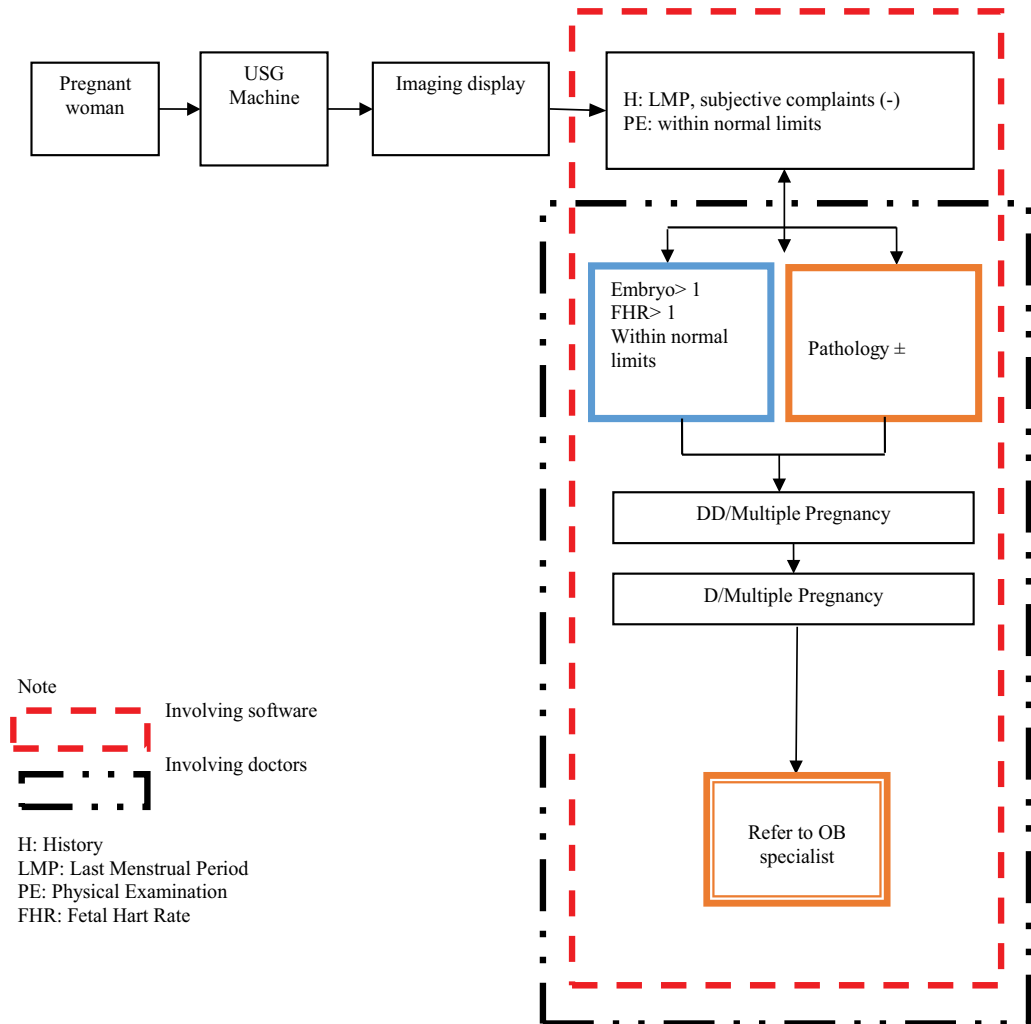 Pregnant
woman
USG
Machine
Imaging display
H: LMP, subjective complaints (-)
PE: within normal limits
Embryo> 1
FHR> 1
Within normal
limits
Pathology ±
DD/Multiple Pregnancy
D/Multiple Pregnancy
Refer to OB
specialist
Note
Involving software
Involving doctors
H: History
LMP: Last Menstrual Period
PE: Physical Examination
FHR: Fetal Hart Rate